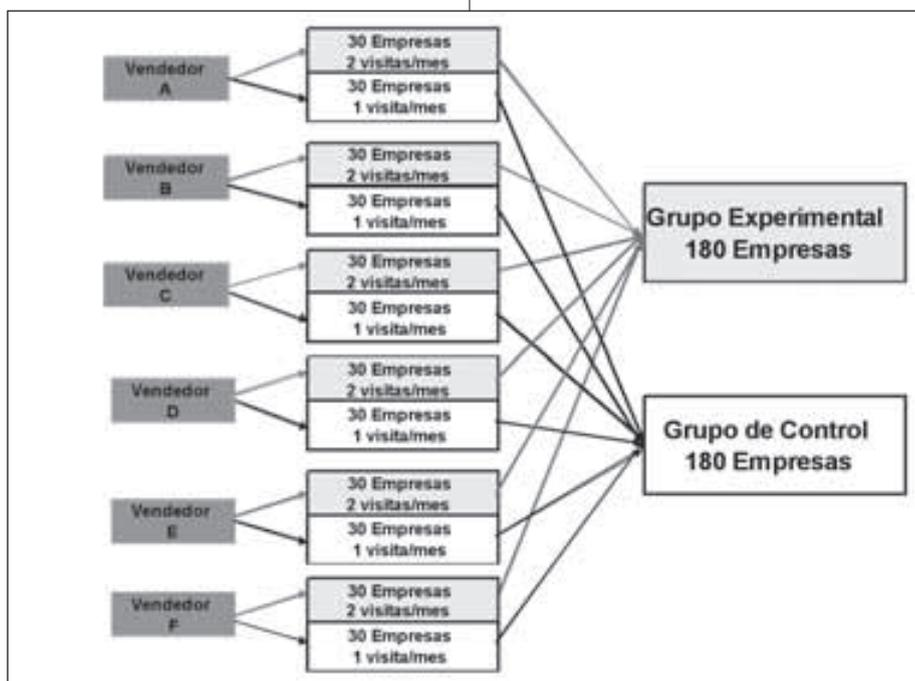 Vendedor
A
30 Empresas
2 visitas/mes
30 Empresas
1 visita/mes
Vendedor
B
30 Empresas
2 visitas/mes
30 Empresas
1 visita/mes
Vendedor
C
30 Empresas
2 visitas/mes
30 Empresas
1 visita/mes
Vendedor
D
30 Empresas
2 visitas/mes
30 Empresas
1 visita/mes
Vendedor
E
30 Empresas
2 visitas/mes
30 Empresas
1 visita/mes
Vendedor
F
30 Empresas
2 visitas/mes
30 Empresas
1 visita/mes
Grupo Experimental
180 Empresas
Grupo de Control
180 Empresas